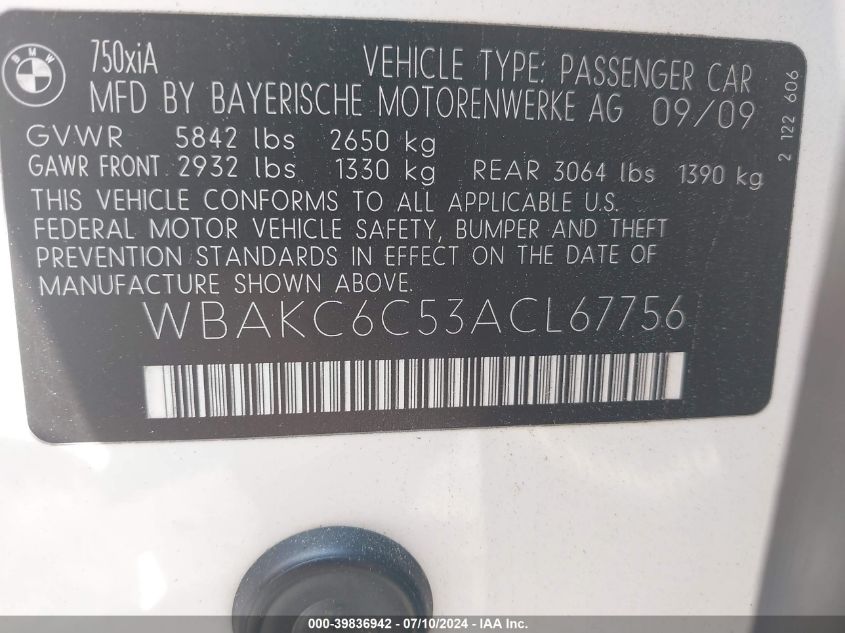 BMW
750xiA VEHICLE TYPE: PASSENGER CAR
MFD BY BAYERISCHE MOTORENWERKE AG 09/09
GVWR 5842 lbs 2650 kg
GAWR FRONT 2932 lbs 1330 kg REAR 3064 lbs 1390 kg
THIS VEHICLE CONFORMS TO ALL APPLICABLE U.S.
FEDERAL MOTOR VEHICLE SAFETY, BUMPER AND THEFT
PREVENTION STANDARDS IN EFFECT ON THE DATE OF
MANUFACTURE SHOWN ABOVE.
WBAKC6C53ACL67756
2 122 606
000-39836942 - 07/10/2024 - IAA Inc.